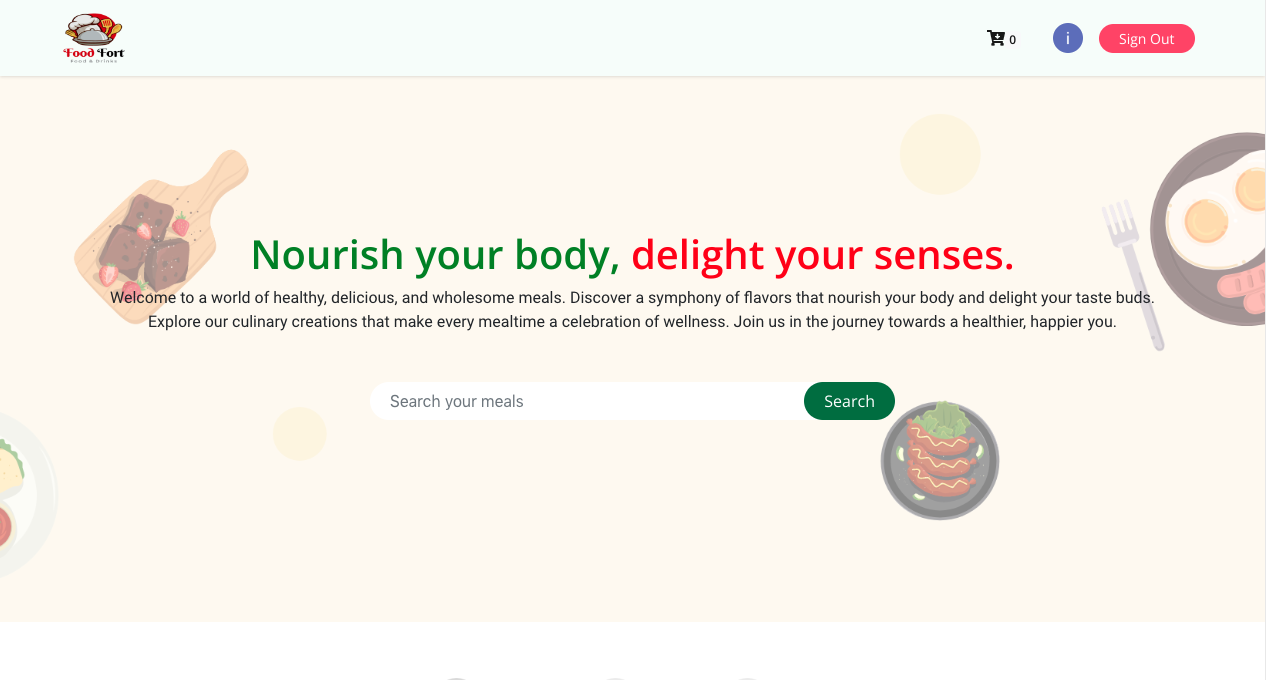 Food Fort
Food & Drinks
0
i
Sign Out
Nourish your body, delight your senses.
Welcome to a world of healthy, delicious, and wholesome meals. Discover a symphony of flavors that nourish your body and delight your taste buds.
Explore our culinary creations that make every mealtime a celebration of wellness. Join us in the journey towards a healthier, happier you.
Search your meals
Search